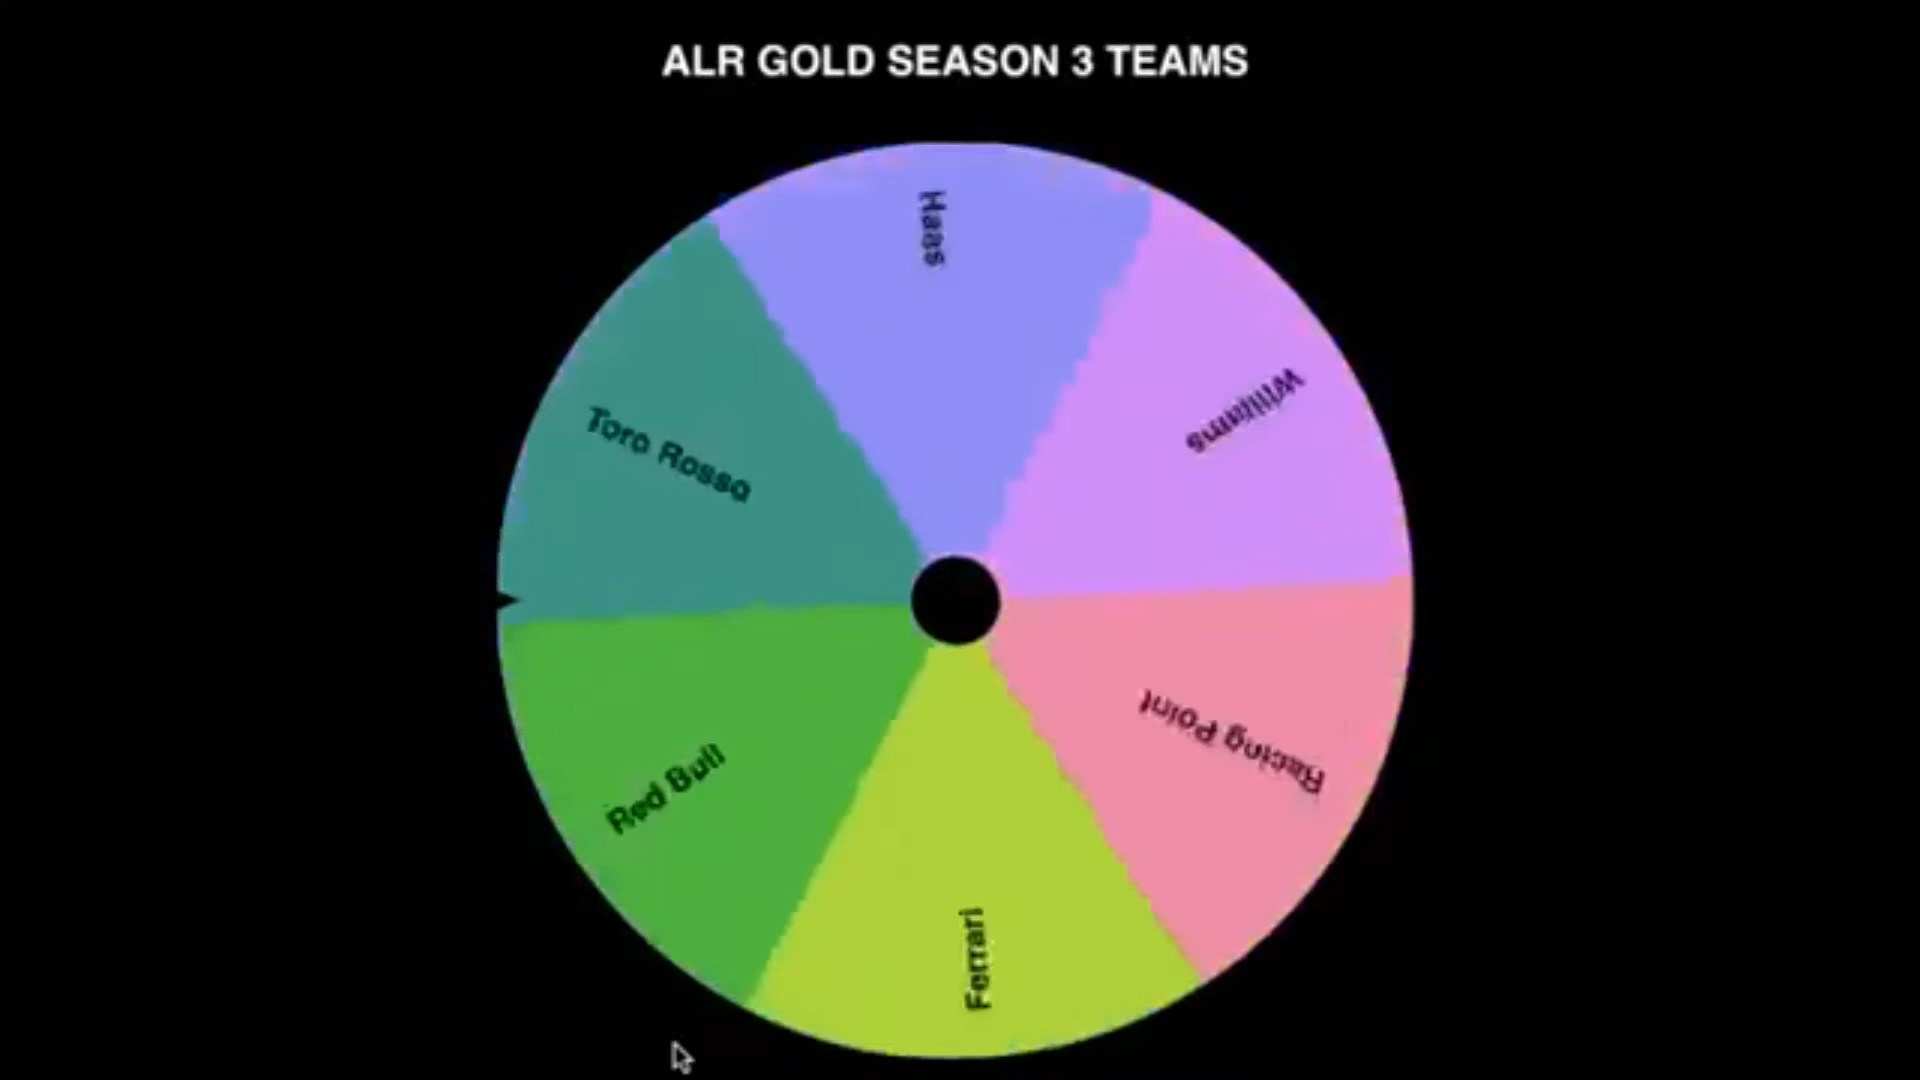 ALR GOLD SEASON 3 TEAMS
Haas
Williams
Toro Rosso
Racing Point
Red Bull
Ferrari